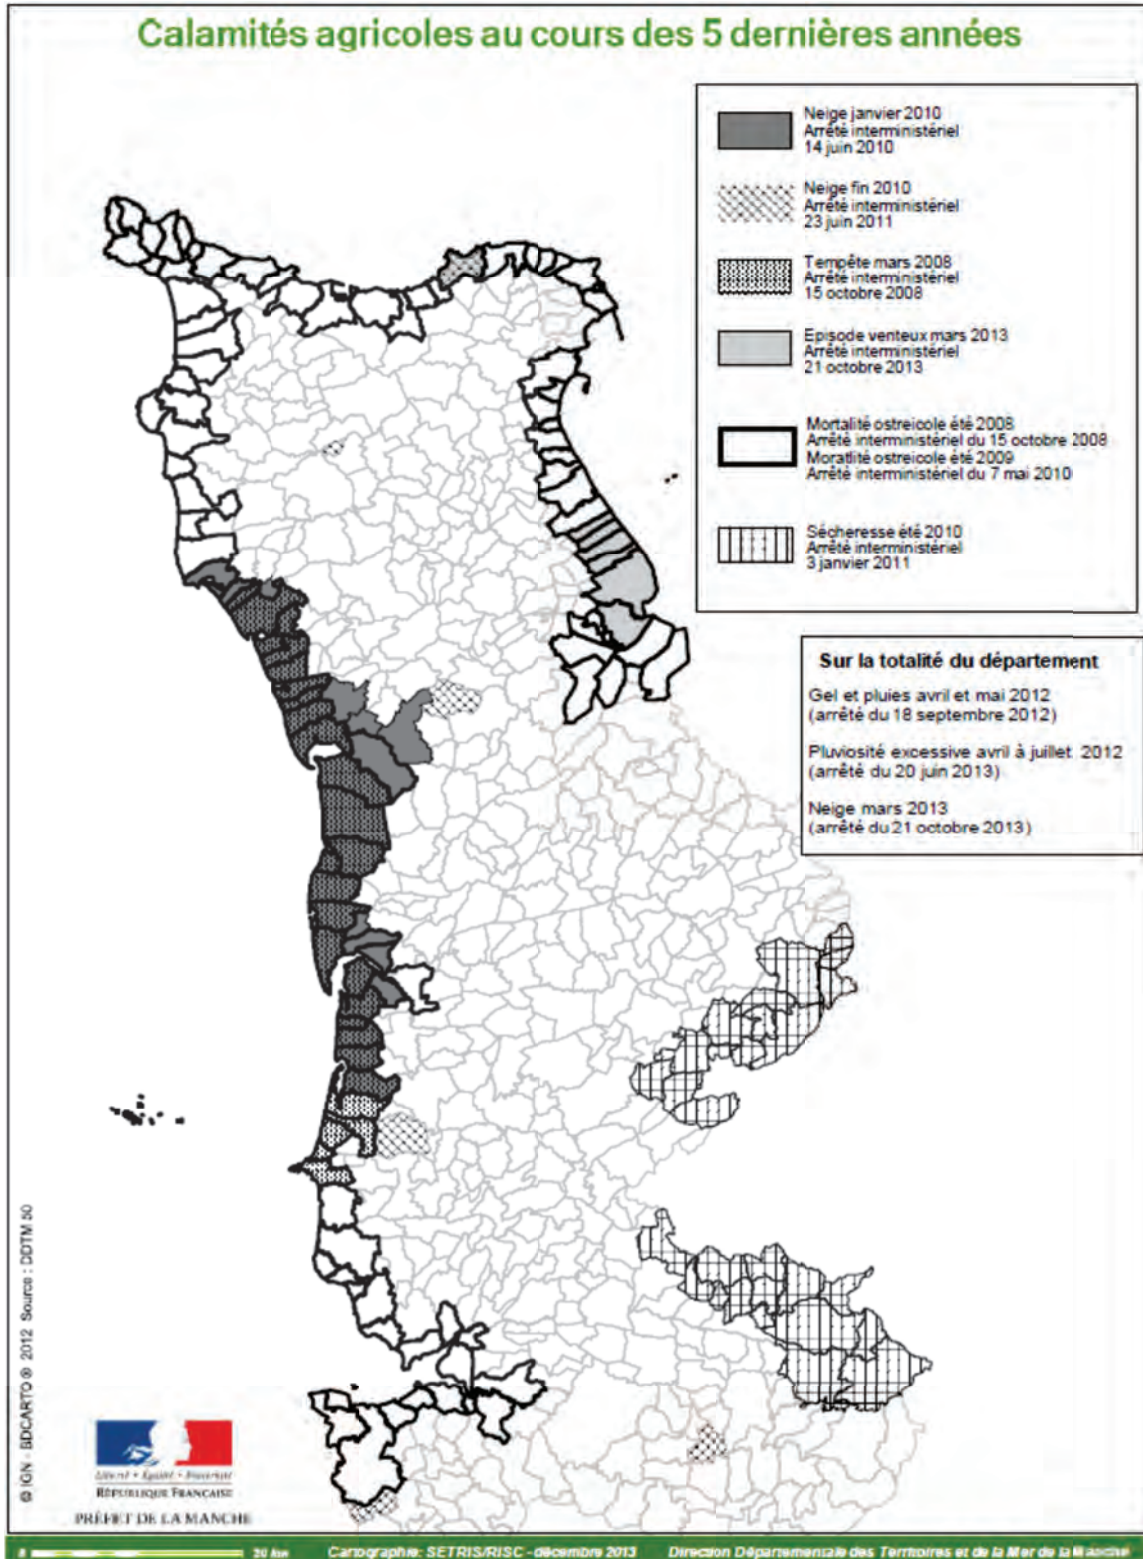 Calamités agricoles au cours des 5 dernières années
Neige janvier 2010
Arrêté interministériel
14 juin 2010
Neige fin 2010
Arrêté interministériel
23 juin 2011
Tempête mars 2008
Arrêté interministériel
15 octobre 2008
Episode venteux mars 2013
Arrêté interministériel
21 octobre 2013
Mortalité ostreicole été 2008
Arrêté interministériel du 15 octobre 2008
Moratlité ostreicole été 2009
Arrêté interministériel du 7 mai 2010
Sécheresse été 2010
Arrêté interministériel
3 janvier 2011
Sur la totalité du département
Gel et pluies avril et mai 2012
(arrêté du 18 septembre 2012)
Pluviosité excessive avril à juillet 2012
(arrêté du 20 juin 2013)
Neige mars 2013
(arrêté du 21 octobre 2013)
© IGN - BDCARTO ® 2012 Source : DDTM 50
Liberté • Égalité • Fraternité
RÉPUBLIQUE FRANÇAISE
PRÉFET DE LA MANCHE
0 20 km Cartographie: SETRIS/RISC - décembre 2013 Direction Départementale des Territoires et de la Mer de la Manche